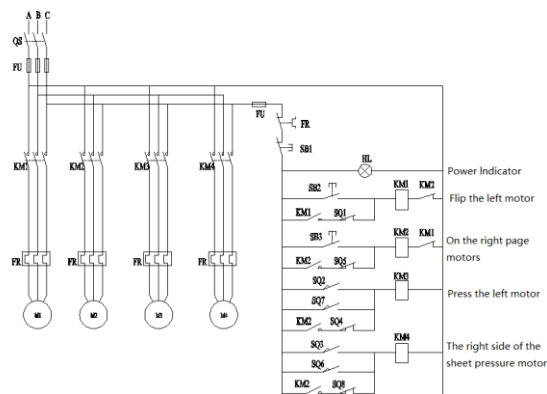 A B C
QS
FU
FU
FR
SB1
HL
Power Indicator
KM1 KM2 KM3 KM4
SB2 KM1 KM2
Flip the left motor
KM1 SQ1
SB3 KM2 KM1
On the right page
motors
KM2 SQ5
FR FR FR FR
SQ2 KM3
Press the left motor
SQ7
M1 M2 M3 M4
KM2 SQ4
SQ3 KM4
The right side of the
sheet pressure motor
SQ6
KM2 SQ8